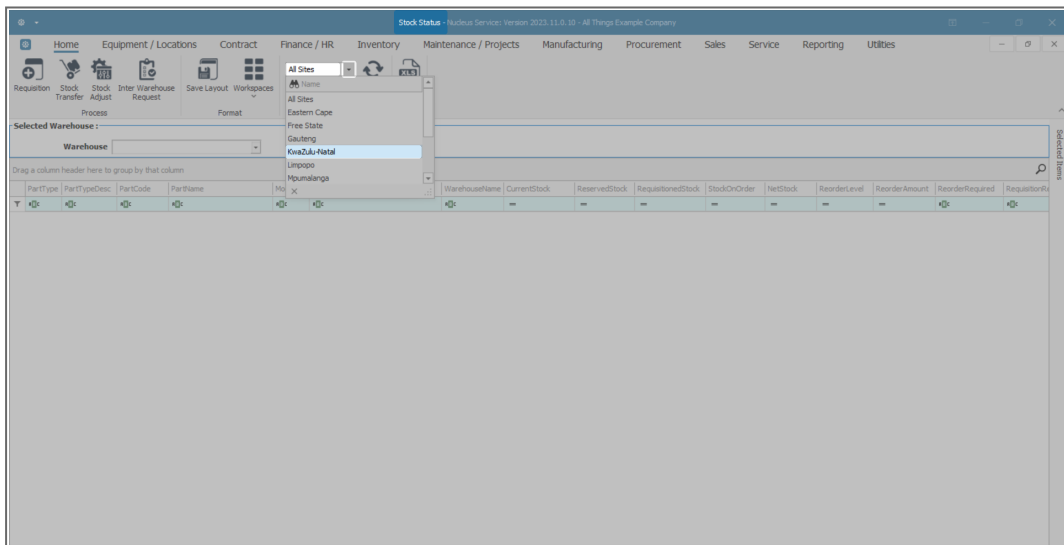 Stock Status - Nucleus Service: Version 2023.11.0.10 - All Things Example Company
Home Equipment / Locations Contract Finance / HR Inventory Maintenance / Projects Manufacturing Procurement Sales Service Reporting Utilities
All Sites
XLS
Requisition Stock Transfer Stock Adjust Inter Warehouse Request Save Layout Workspaces
Process Format
Name
All Sites
Eastern Cape
Free State
Gauteng
KwaZulu-Natal
Limpopo
Mpumalanga
Selected Warehouse :
Warehouse
Selected Items
Drag a column header here to group by that column
PartType PartTypeDesc PartCode PartName Mo WarehouseName CurrentStock ReservedStock RequisitionedStock StockOnOrder NetStock ReorderLevel ReorderAmount ReorderRequired RequisitionRa